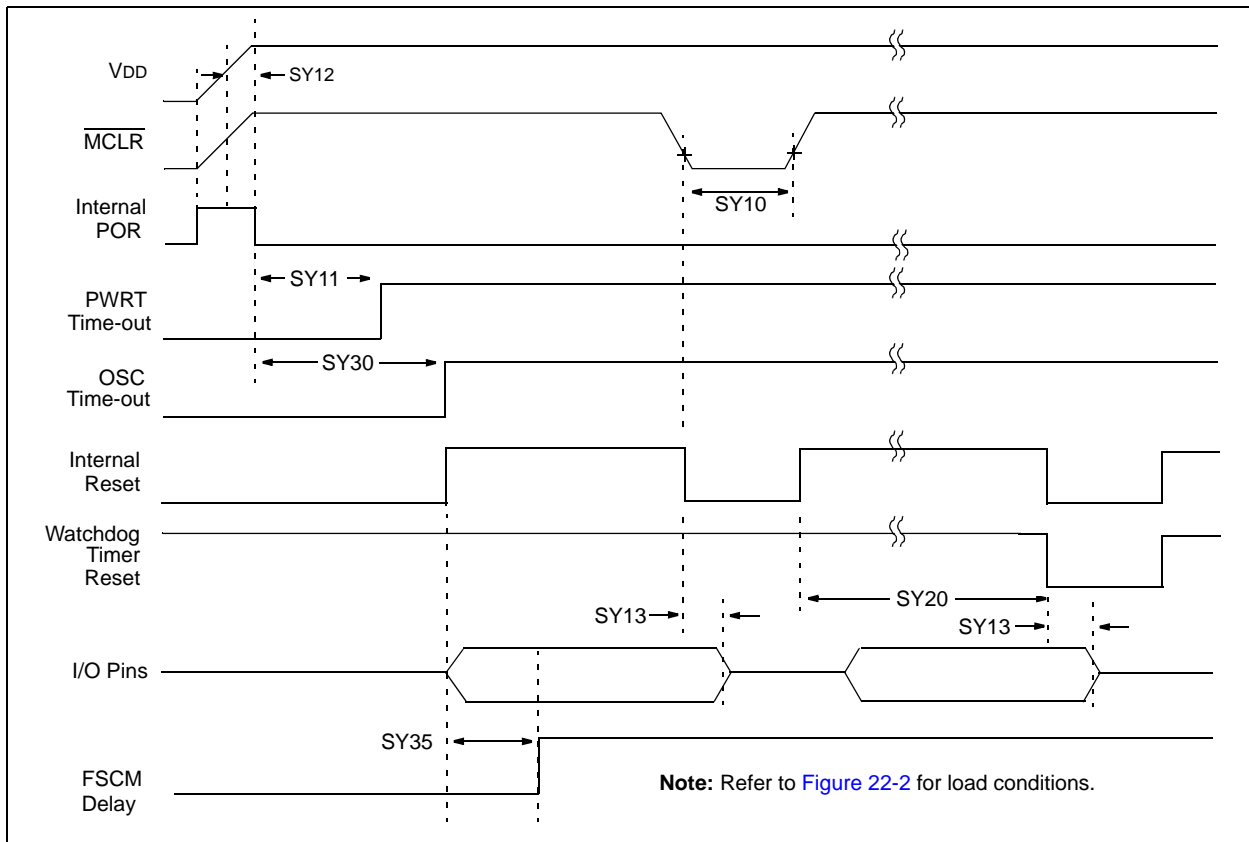 VDD
SY12
MCLR
SY10
Internal
POR
SY11
PWRT
Time-out
SY30
OSC
Time-out
Internal
Reset
Watchdog
Timer
Reset
SY20
SY13
SY13
I/O Pins
SY35
FSCM
Delay
Note: Refer to Figure 22-2 for load conditions.